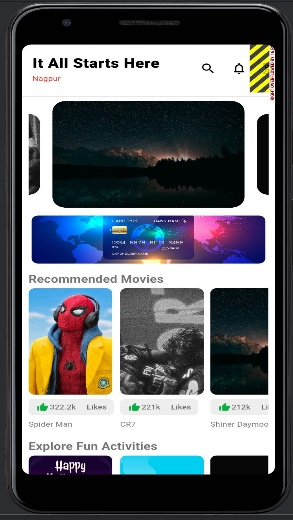 It All Starts Here
Nagpur
Recommended Movies
322.2k Likes
221k Likes
212k
Spider Man
CR7
Shiner Daymoo
Explore Fun Activities
Happy